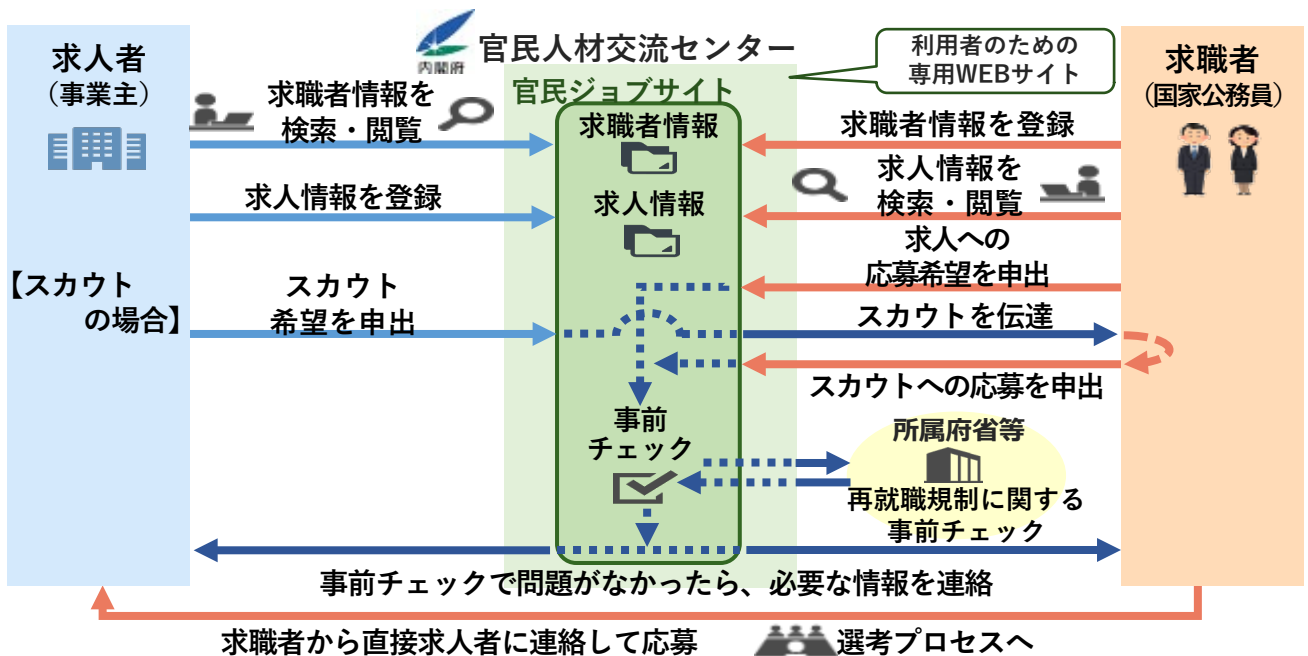 求人者
（事業主）
内閣府
官民人材交流センター
官民ジョブサイト
利用者のための
専用WEBサイト
求職者
（国家公務員）
求職者情報を
検索・閲覧
求職者情報
求職者情報を登録
求人情報を登録
求人情報
求人情報を
検索・閲覧
求人への
応募希望を申出
【スカウト
の場合】
スカウト
希望を申出
スカウトを伝達
スカウトへの応募を申出
事前
チェック
所属府省等
再就職規制に関する
事前チェック
事前チェックで問題がなかったら、必要な情報を連絡
求職者から直接求人者に連絡して応募
選考プロセスへ